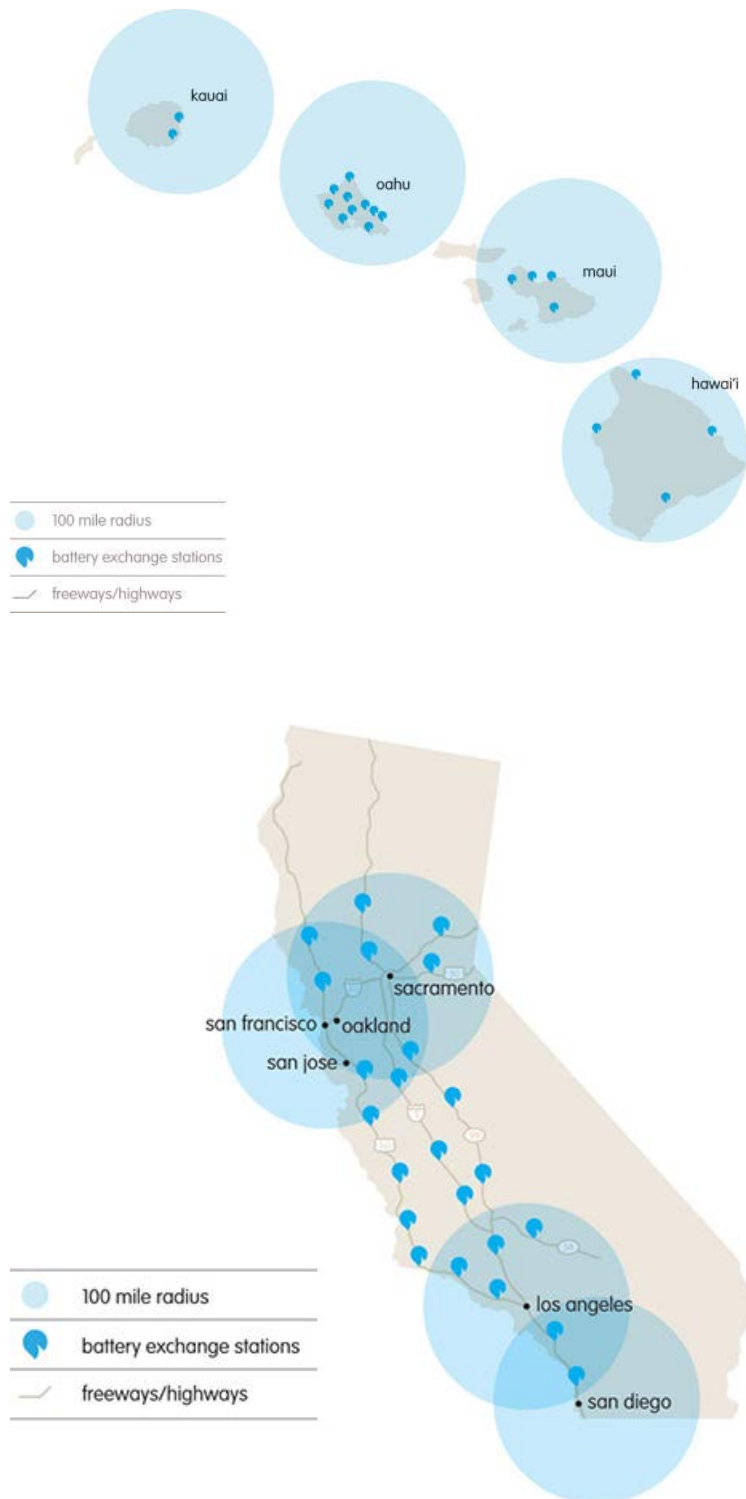 kauai
oahu
maui
hawai'i
100 mile radius
battery exchange stations
freeways/highways
sacramento
san francisco
oakland
san jose
los angeles
san diego
100 mile radius
battery exchange stations
freeways/highways